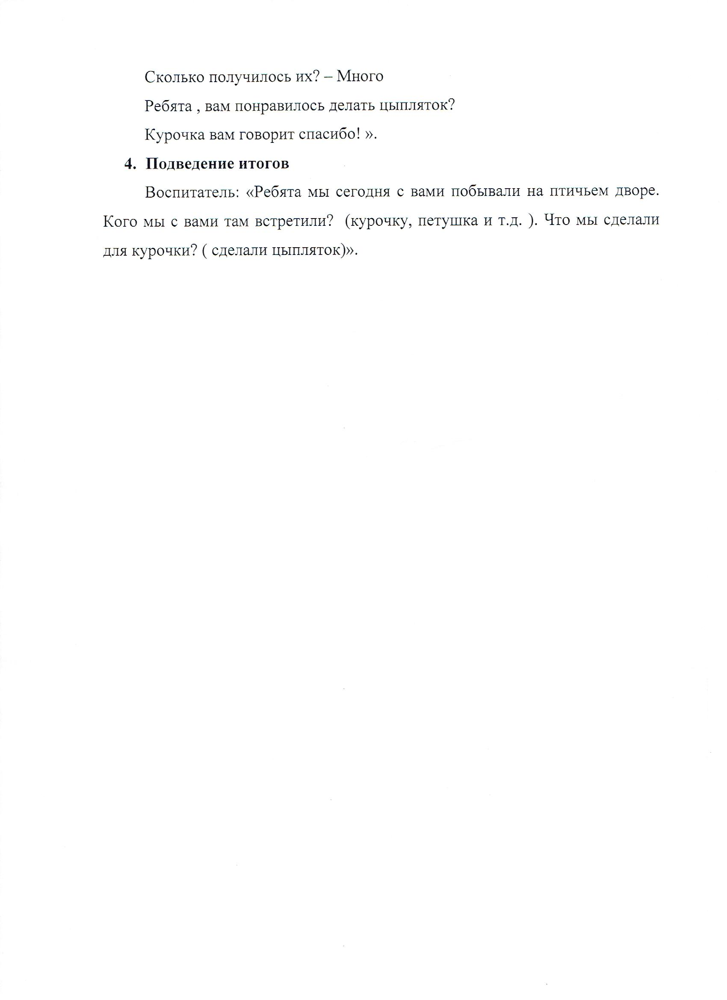 Сколько получилось их? – Много
Ребята , вам понравилось делать цыпляток?
Курочка вам говорит спасибо! ».
4. Подведение итогов
Воспитатель: «Ребята мы сегодня с вами побывали на птичьем дворе.
Кого мы с вами там встретили?  (курочку, петушка и т.д. ). Что мы сделали
для курочки? ( сделали цыпляток)».